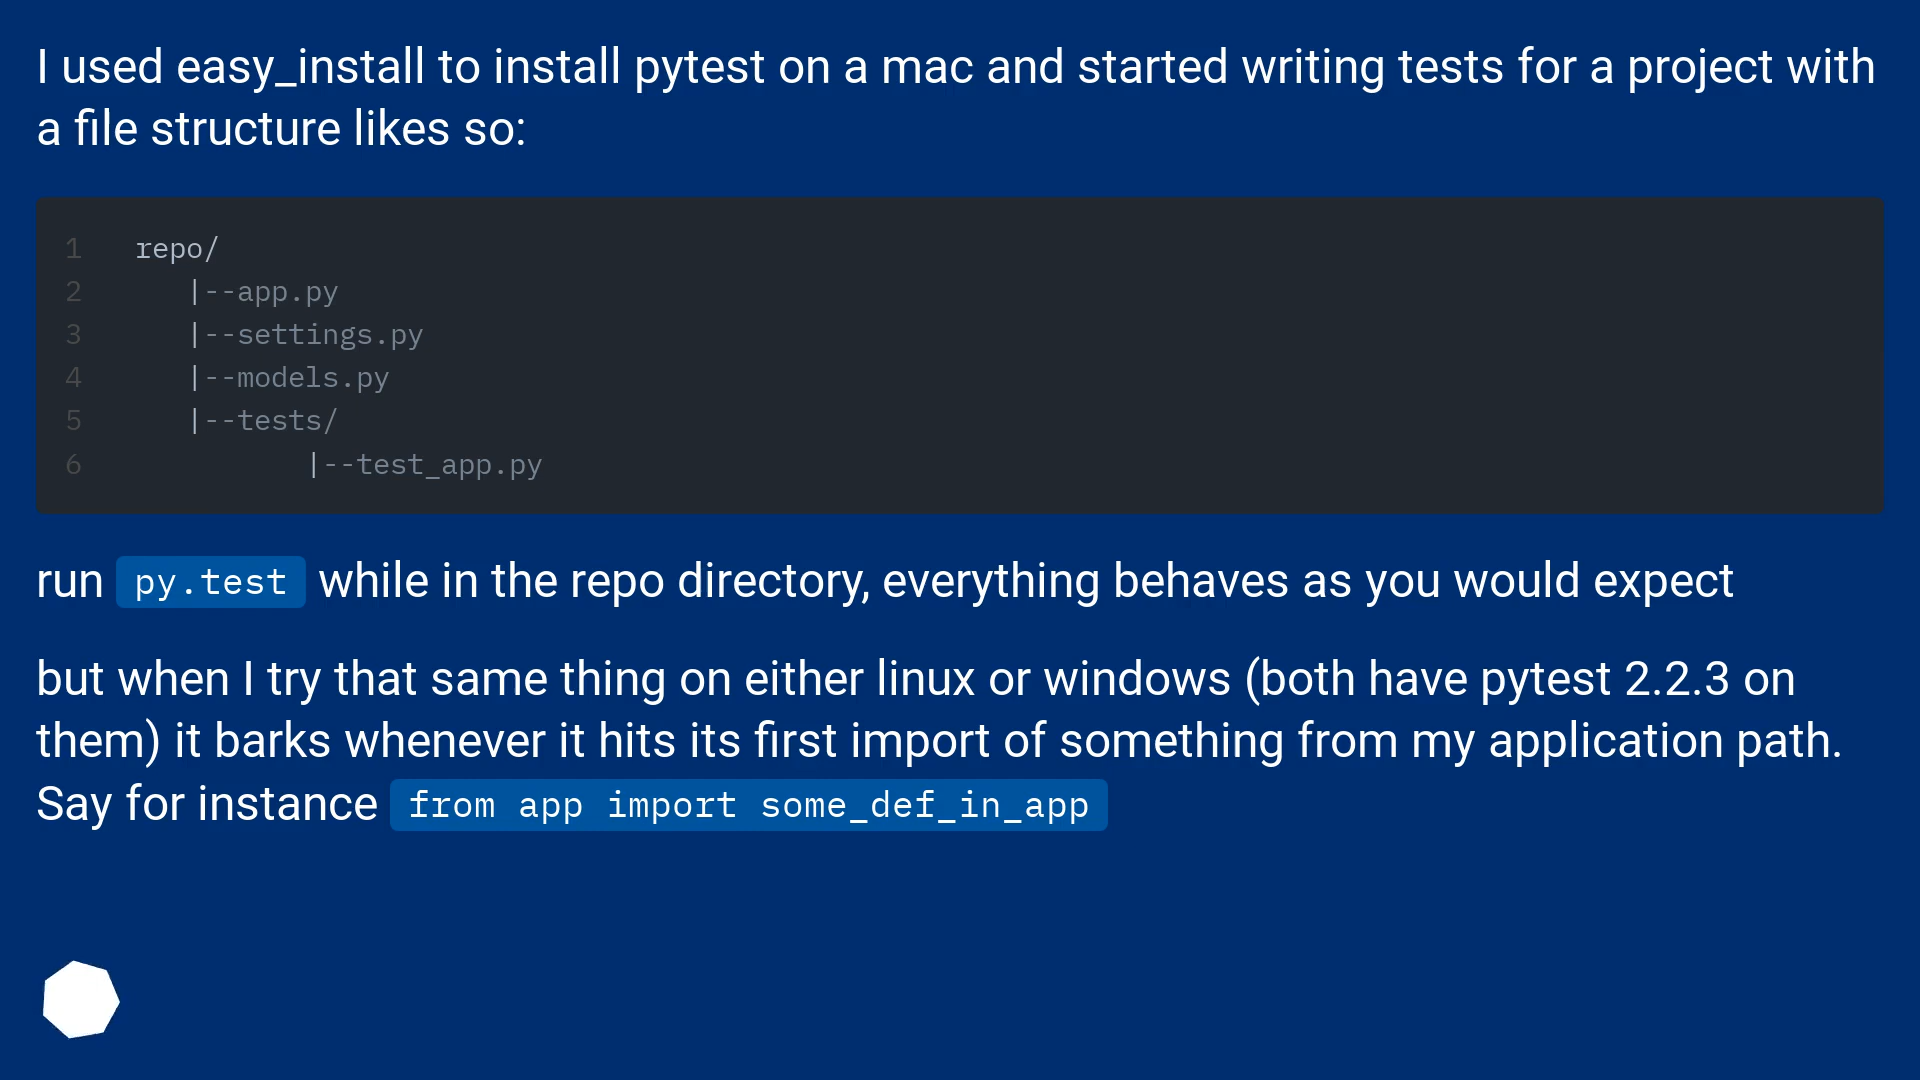 I used easy_install to install pytest on a mac and started writing tests for a project with
a file structure likes so:
1 repo/
2 |--app.py
3 |--settings.py
4 |--models.py
5 |--tests/
6 |--test_app.py
run py.test while in the repo directory, everything behaves as you would expect
but when I try that same thing on either linux or windows (both have pytest 2.2.3 on
them) it barks whenever it hits its first import of something from my application path.
Say for instance from app import some_def_in_app